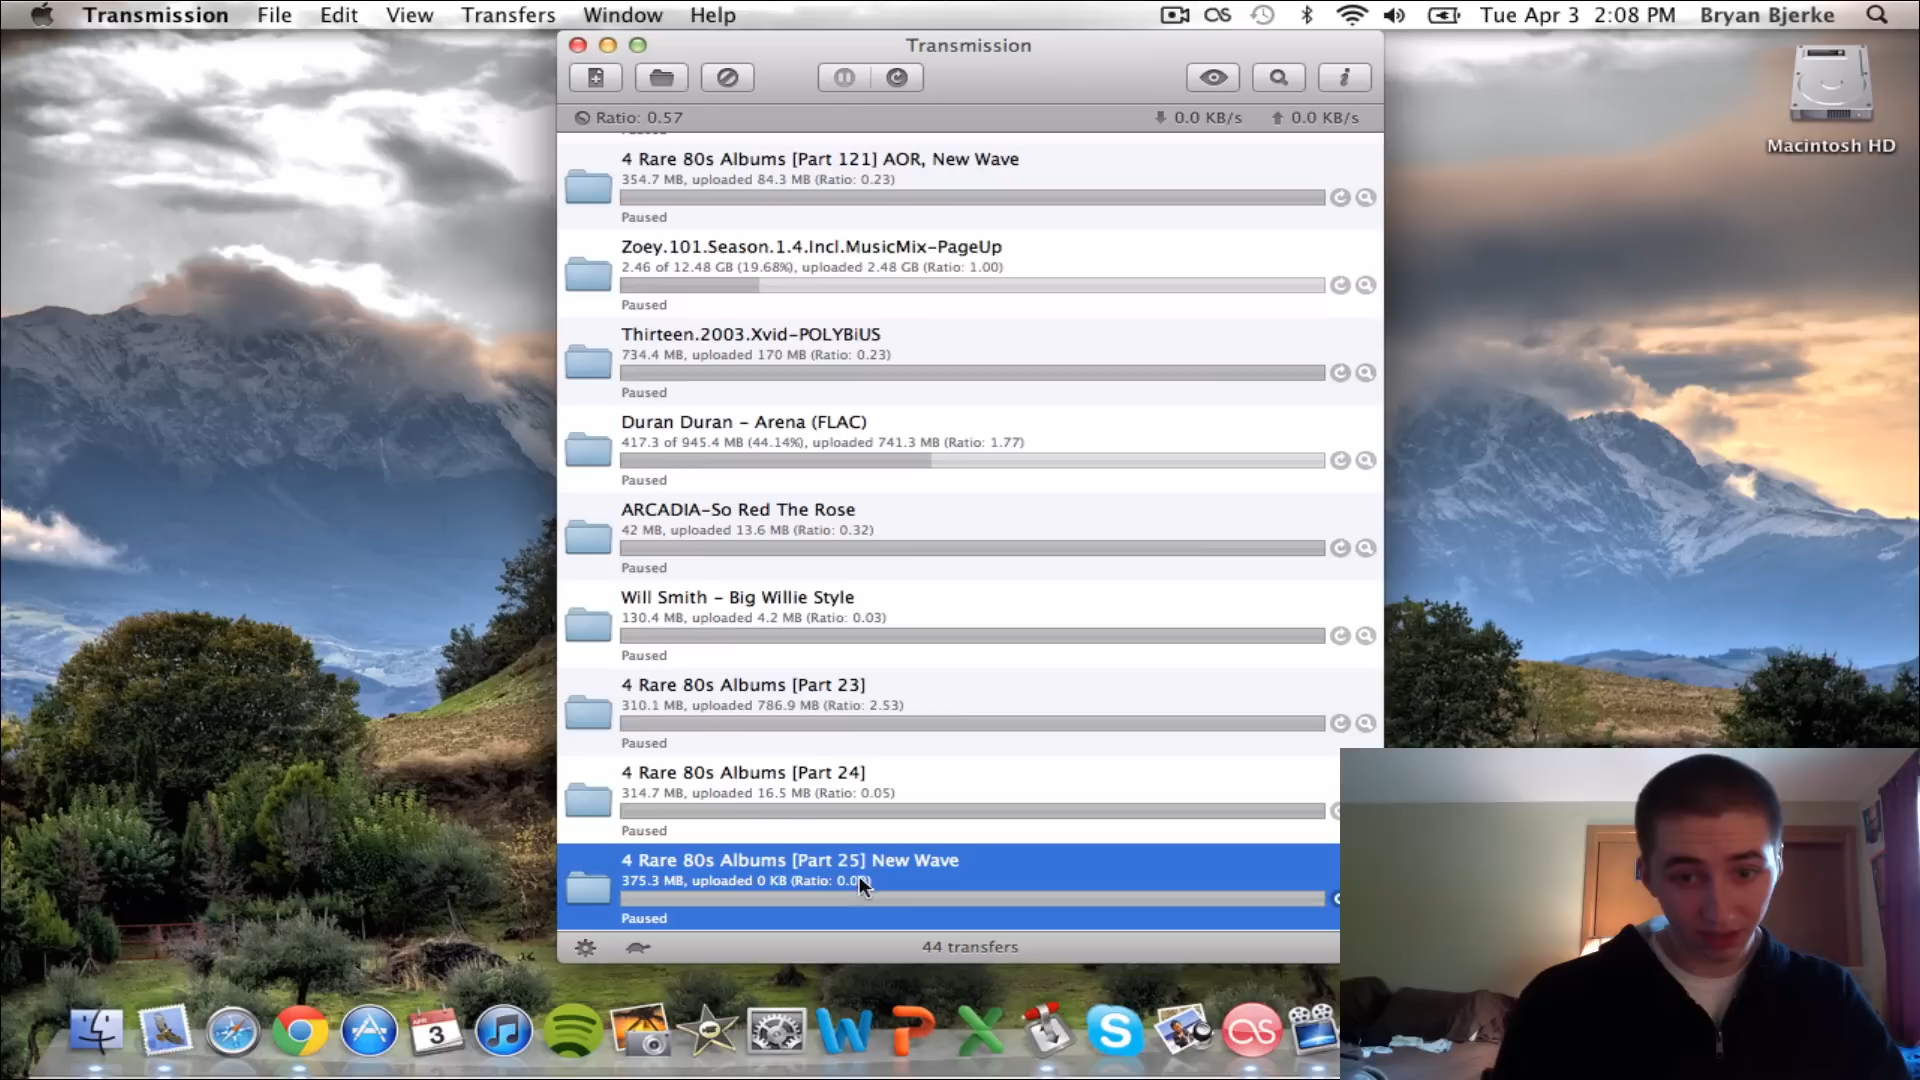 Transmission File Edit View Transfers Window Help Tue Apr 3 2:08 PM Bryan Bjerke
Transmission
Ratio: 0.57 0.0 KB/s 0.0 KB/s
4 Rare 80s Albums [Part 121] AOR, New Wave
354.7 MB, uploaded 84.3 MB (Ratio: 0.23)
Paused
Zoey.101.Season.1.4.Incl.MusicMix-PageUp
2.46 of 12.48 GB (19.68%), uploaded 2.48 GB (Ratio: 1.00)
Paused
Thirteen.2003.Xvid-POLYBiUS
734.4 MB, uploaded 170 MB (Ratio: 0.23)
Paused
Duran Duran - Arena (FLAC)
417.3 of 945.4 MB (44.14%), uploaded 741.3 MB (Ratio: 1.77)
Paused
ARCADIA-So Red The Rose
42 MB, uploaded 13.6 MB (Ratio: 0.32)
Paused
Will Smith - Big Willie Style
130.4 MB, uploaded 4.2 MB (Ratio: 0.03)
Paused
4 Rare 80s Albums [Part 23]
310.1 MB, uploaded 786.9 MB (Ratio: 2.53)
Paused
4 Rare 80s Albums [Part 24]
314.7 MB, uploaded 16.5 MB (Ratio: 0.05)
Paused
4 Rare 80s Albums [Part 25] New Wave
375.3 MB, uploaded 0 KB (Ratio:
Paused
44 transfers
Macintosh HD
APR
3
W P X S